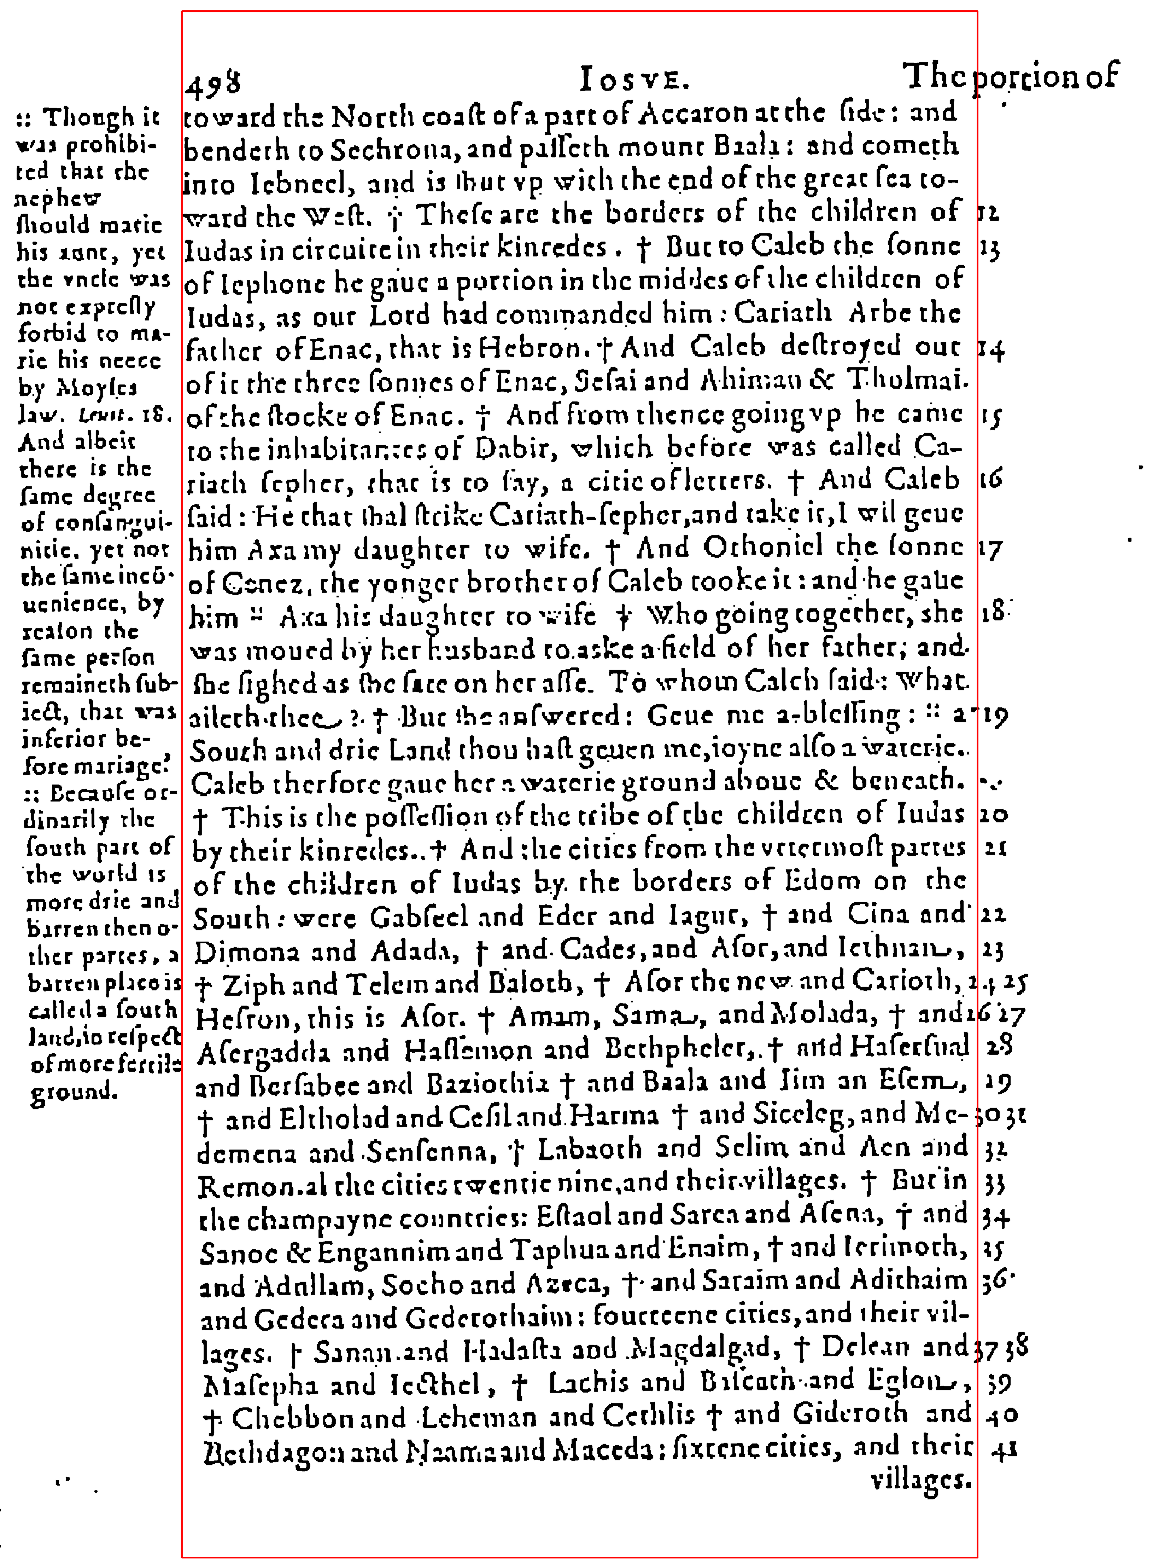 498 IOSVE. The portion of
:: Though it
was prohibi-
ted that the
nephew
ſhould marie
his aunt, yet
the vncle was
not expreſly
forbid to ma-
rie his neece
by Moyſes
law. Leuit. 18.
And albeit
there is the
ſame degree
of conſangui-
nitie. yet not
the ſame incō-
uenience, by
reaſon the
ſame perſon
remaineth ſub-
iect, that was
inferior be-
fore mariage.
:: Becauſe or-
dinarily the
ſouth part of
the world is
more drie and
barren then o-
ther partes, a
barren place is
called a ſouth
land, in reſpect
of more fertile
ground.
toward the North coaſt of a part of Accaron at the ſide: and
bendeth to Sechrona, and paſſeth mount Baala: and cometh
into Iebneel, and is ſhut vp with the end of the great ſea to-
ward the Weſt. † Theſe are the borders of the children of 12
Iudas in circuite in their kinredes. † But to Caleb the ſonne 13
of Iephone he gaue a portion in the middes of the children of
Iudas, as our Lord had commanded him: Cariath Arbe the
father of Enac, that is Hebron. † And Caleb deſtroyed out 14
of it the three ſonnes of Enac, Seſai and Ahiman & Tholmai.
of the ſtocke of Enac. † And from thence going vp he came 15
to the inhabitantes of Dabir, which before was called Ca-
riath ſepher, that is to ſay, a citie of letters. † And Caleb 16
ſaid: He that ſhal ſtrike Cariath-ſepher, and take it, I wil geue
him Axa my daughter to wife. † And Othoniel the ſonne 17
of Cenez, the yonger brother of Caleb tooke it: and he gaue
him :: Axa his daughter to wife † Who going together, ſhe 18
was moued by her husband to aske a field of her father; and
ſhe ſighed as ſhe ſate on her aſſe. To whom Caleb ſaid: What
aileth thee? † But ſhe anſwered: Geue me a bleſſing: :: a 19
South and drie Land thou haſt geuen me, ioyne alſo a waterie.
Caleb therfore gaue her a waterie ground aboue & beneath.
† This is the poſſeſſion of the tribe of the children of Iudas 20
by their kinredes. † And the cities from the vttermoſt partes 21
of the children of Iudas by the borders of Edom on the
South: were Gabſeel and Eder and Iagur, † and Cina and 22
Dimona and Adada, † and Cades, and Aſor, and Iethnam, 23
† Ziph and Telem and Baloth, † Aſor the new and Carioth, 24 25
Heſron, this is Aſor. † Amam, Sama, and Molada, † and 26 27
Aſergadda and Haſſemon and Bethphelet, † and Haſerſual 28
and Berſabee and Baziothia † and Baala and Iim an Eſem, 29
† and Eltholad and Ceſil and Harma † and Siceleg, and Me- 30 31
demena and Senſenna, † Labaoth and Selim and Aen and 32
Remon. al the cities twentie nine, and their villages. † But in 33
the champayne countries: Eſtaol and Sarea and Aſena, † and 34
Sanoe & Engannim and Taphua and Enaim, † and Ierimoth, 35
and Adullam, Socho and Azeca, † and Saraim and Adithaim 36
and Gedera and Gederothaim: fourteene cities, and their vil-
lages. † Sanan and Hadaſta and Magdalgad, † Delean and 37 38
Maſepha and Iecthel, † Lachis and Baſcath and Eglon, 39
† Chebbon and Leheman and Cethlis † and Gideroth and 40
Bethdagon and Naama and Maceda: ſixtene cities, and their 41
villages.